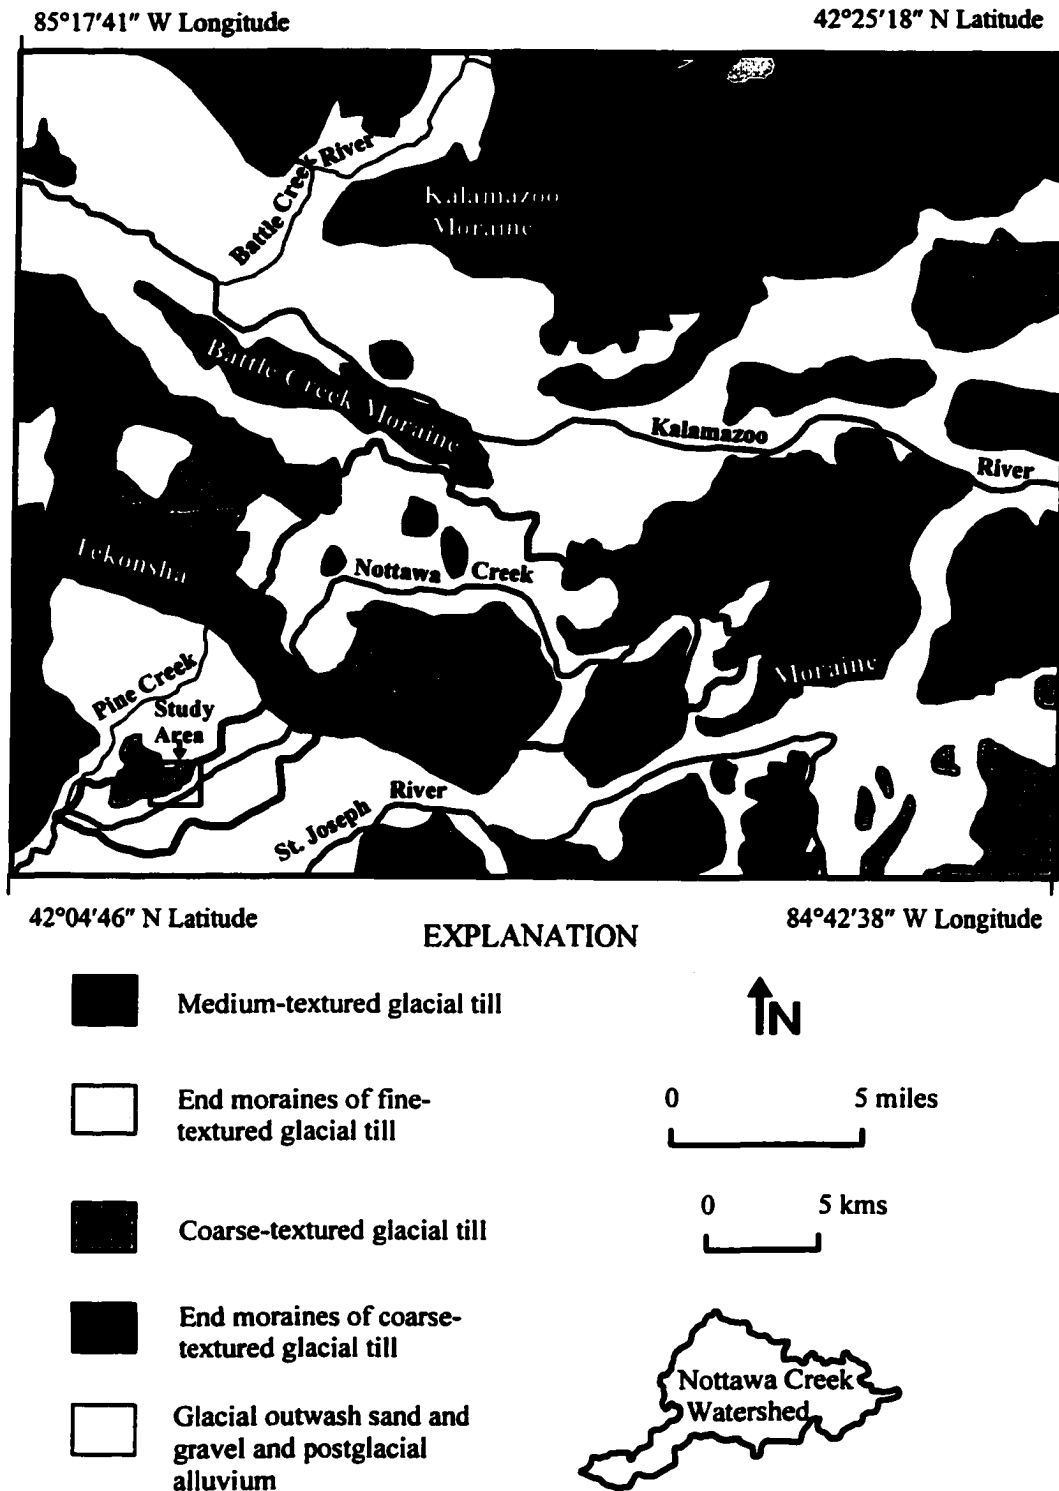 85°17'41" W Longitude
42°25'18" N Latitude
Battle Creek River
Kalamazoo
Moraine
Battle Creek Moraine
Kalamazoo
River
Tekonsha
Nottawa Creek
Moraine
Pine Creek
Study
Area
St. Joseph River
42°04'46" N Latitude
84°42'38" W Longitude
EXPLANATION
Medium-textured glacial till
N
End moraines of fine-
textured glacial till
0 5 miles
Coarse-textured glacial till
0 5 kms
End moraines of coarse-
textured glacial till
Nottawa Creek
Watershed
Glacial outwash sand and
gravel and postglacial
alluvium